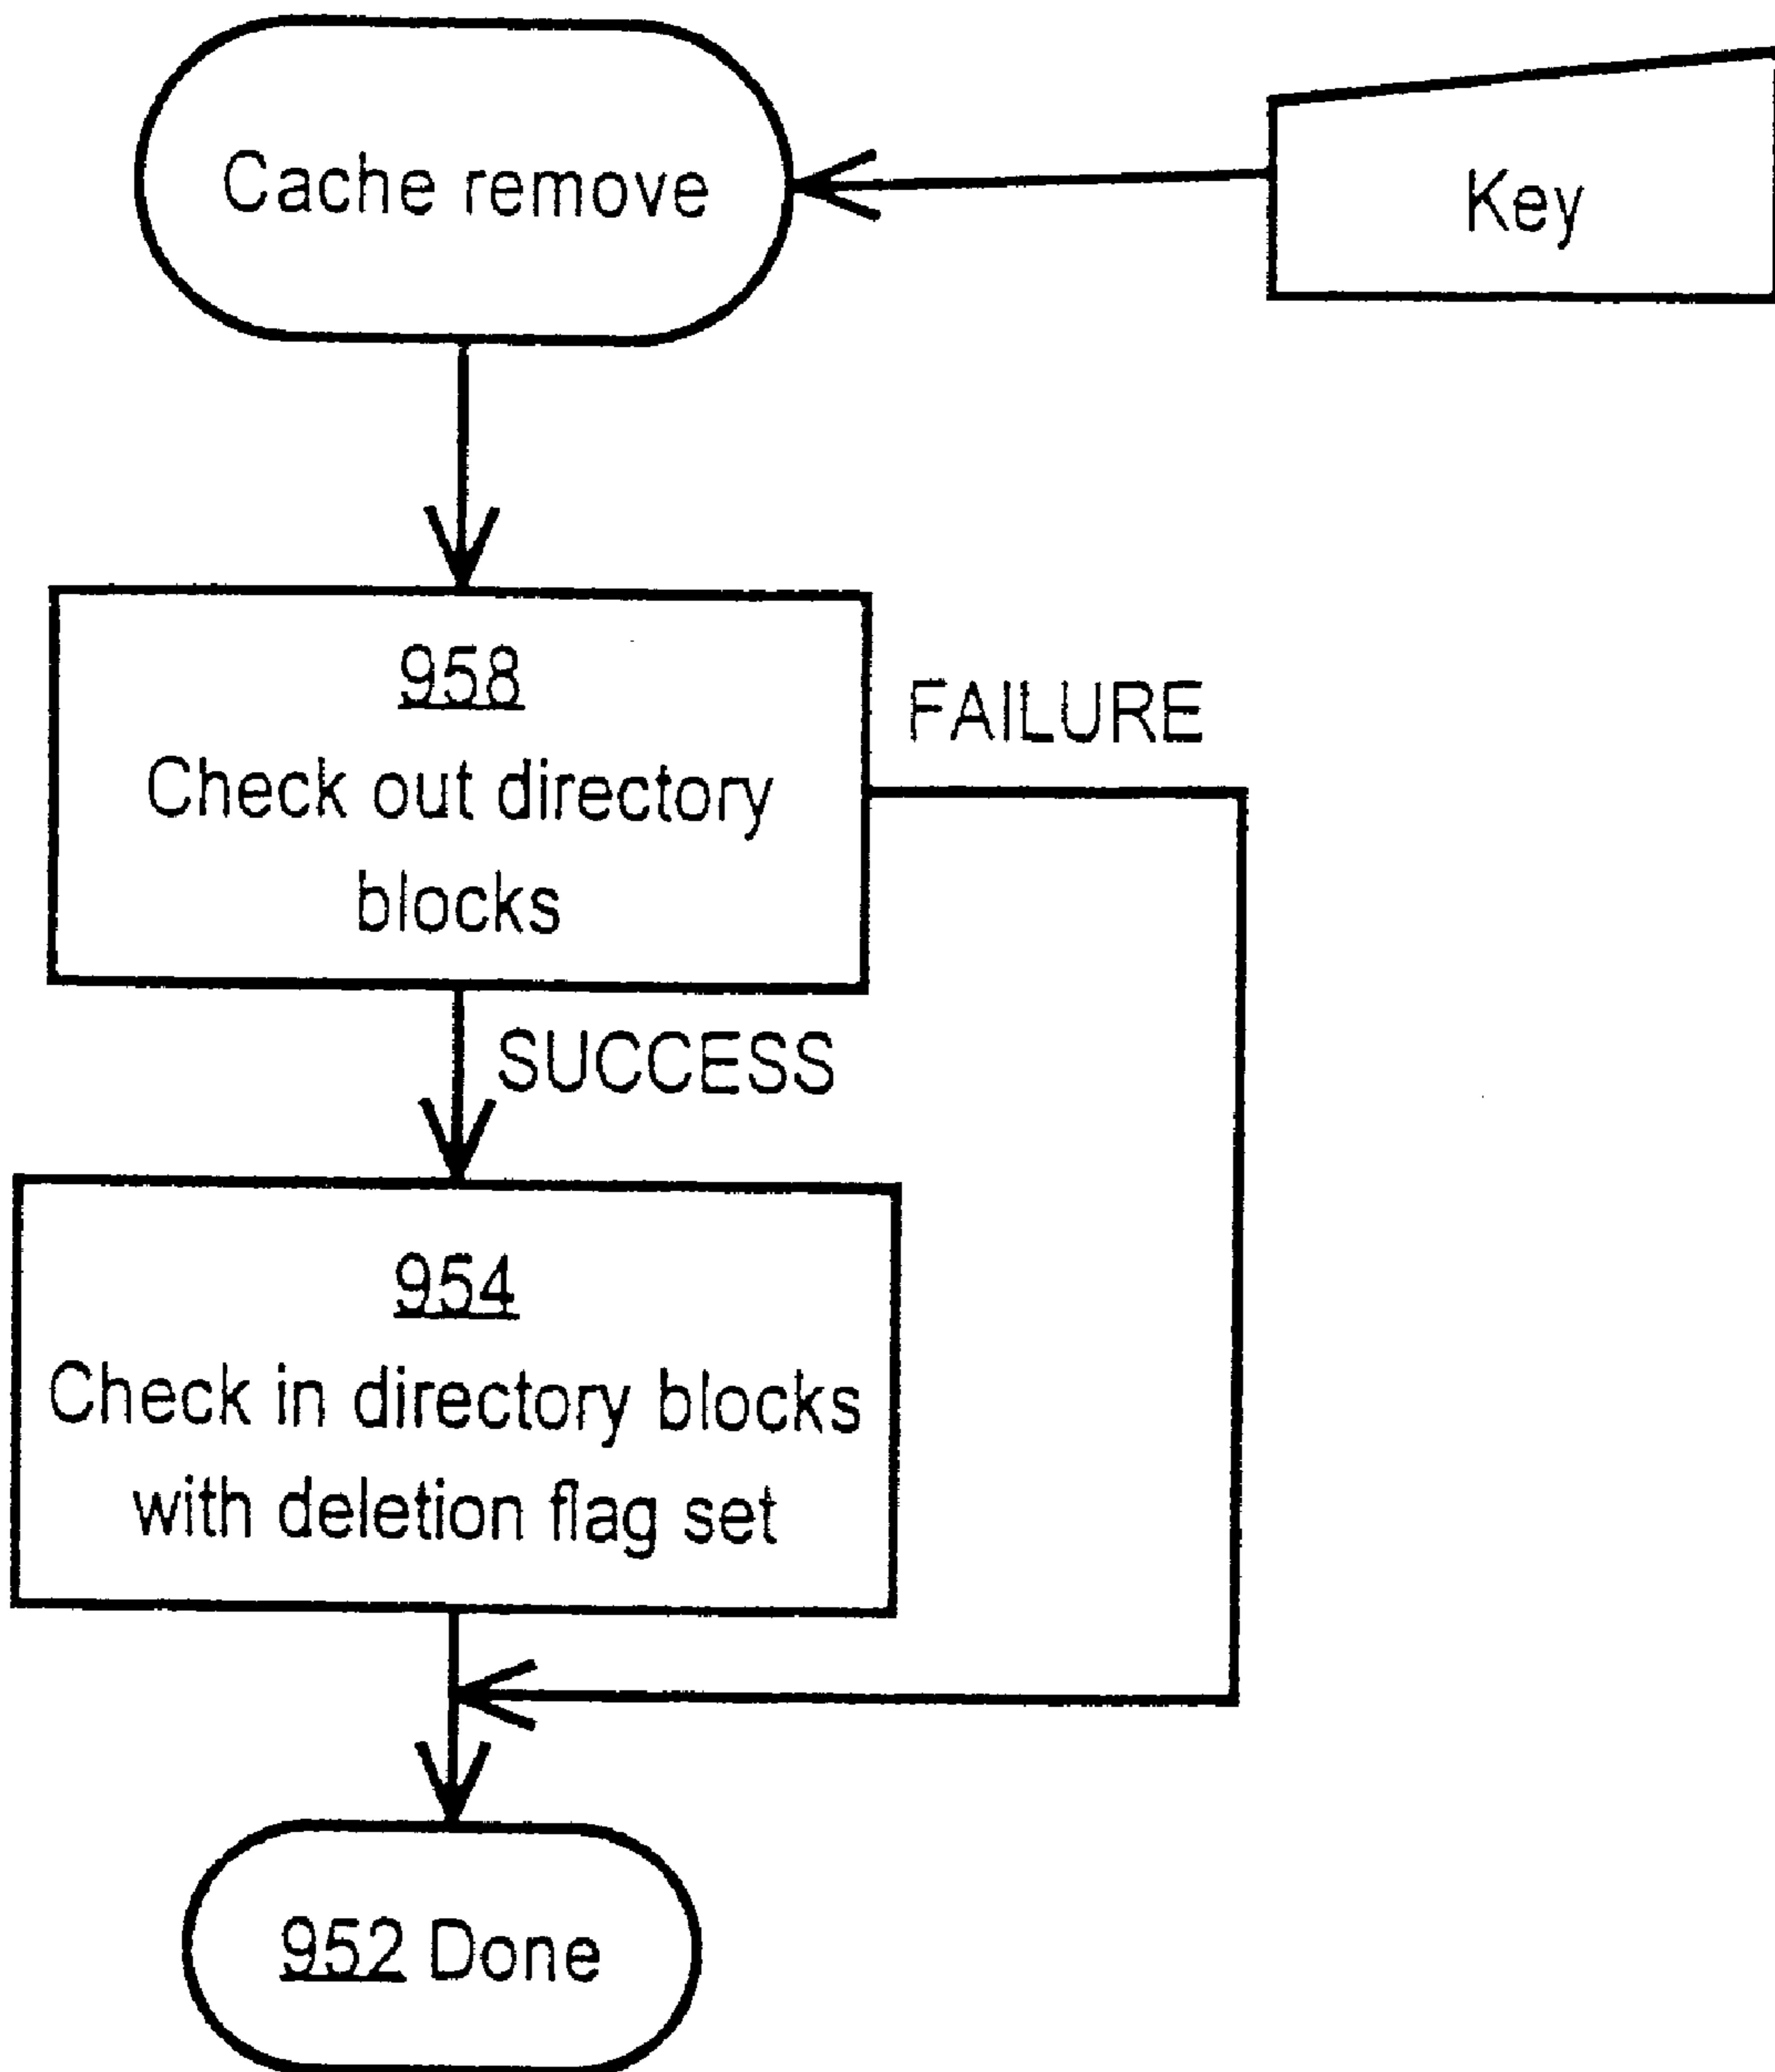 Cache remove
Key
958
Check out directory
blocks
FAILURE
SUCCESS
954
Check in directory blocks
with deletion flag set
952 Done